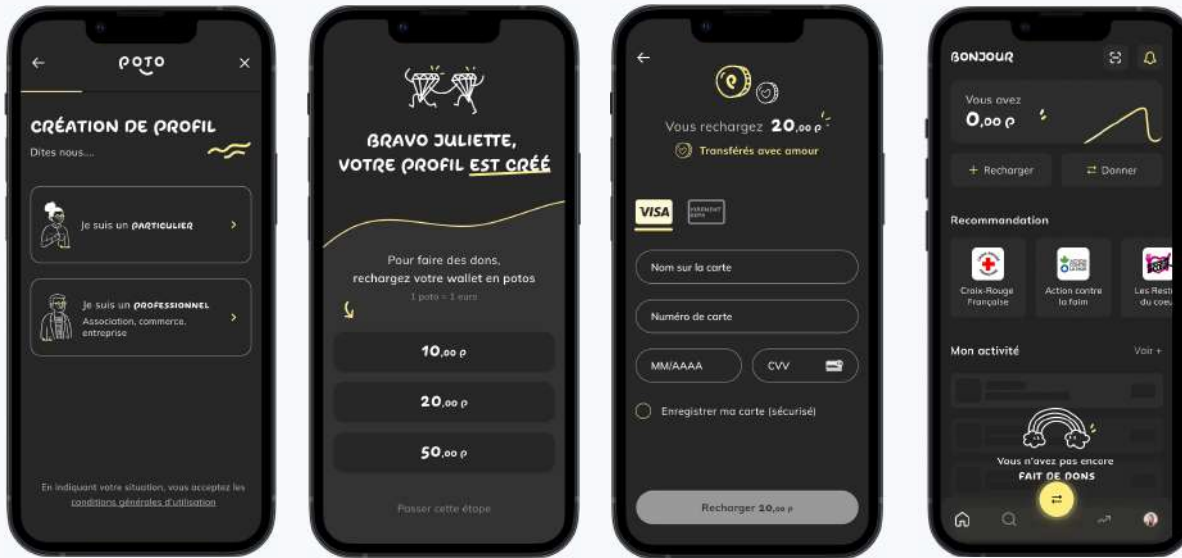 POTO
CRÉATION DE PROFIL
Dites nous....
Je suis un PARTICULIER
Je suis un PROFESSIONNEL
Association, commerce,
entreprise
En indiquant votre situation, vous acceptez les
conditions générales d'utilisation
BRAVO JULIETTE,
VOTRE PROFIL EST CRÉÉ
Pour faire des dons,
rechargez votre wallet en potos
1 poto = 1 euro
10,00 ρ
20,00 ρ
50,00 ρ
Passer cette étape
Vous rechargez 20,00 ρ
Transférés avec amour
VISA
Nom sur la carte
Numéro de carte
MM/AAAA
CVV
Enregistrer ma carte (sécurisé)
Recharger 20,00 ρ
BONJOUR
Vous avez
0,00 ρ
+ Recharger
Donner
Recommandation
Croix-Rouge
Française
Action contre
la faim
Les Rest
du coeu
Mon activité
Voir +
Vous n'avez pas encore
FAIT DE DONS